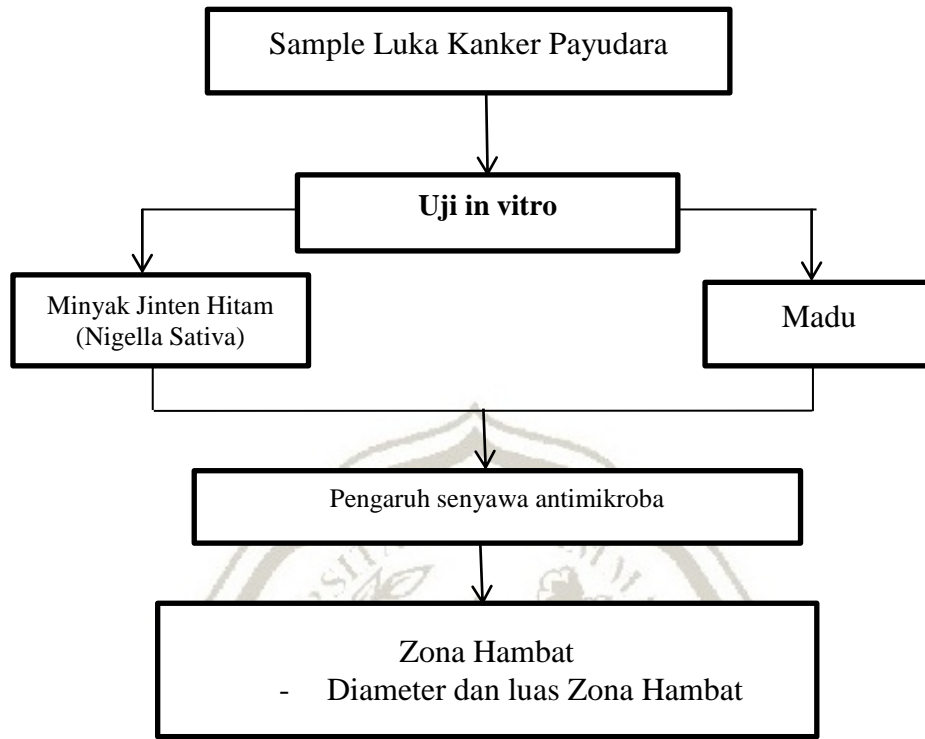 Sample Luka Kanker Payudara
Uji in vitro
Minyak Jinten Hitam
(Nigella Sativa)
Madu
Pengaruh senyawa antimikroba
Zona Hambat
- Diameter dan luas Zona Hambat